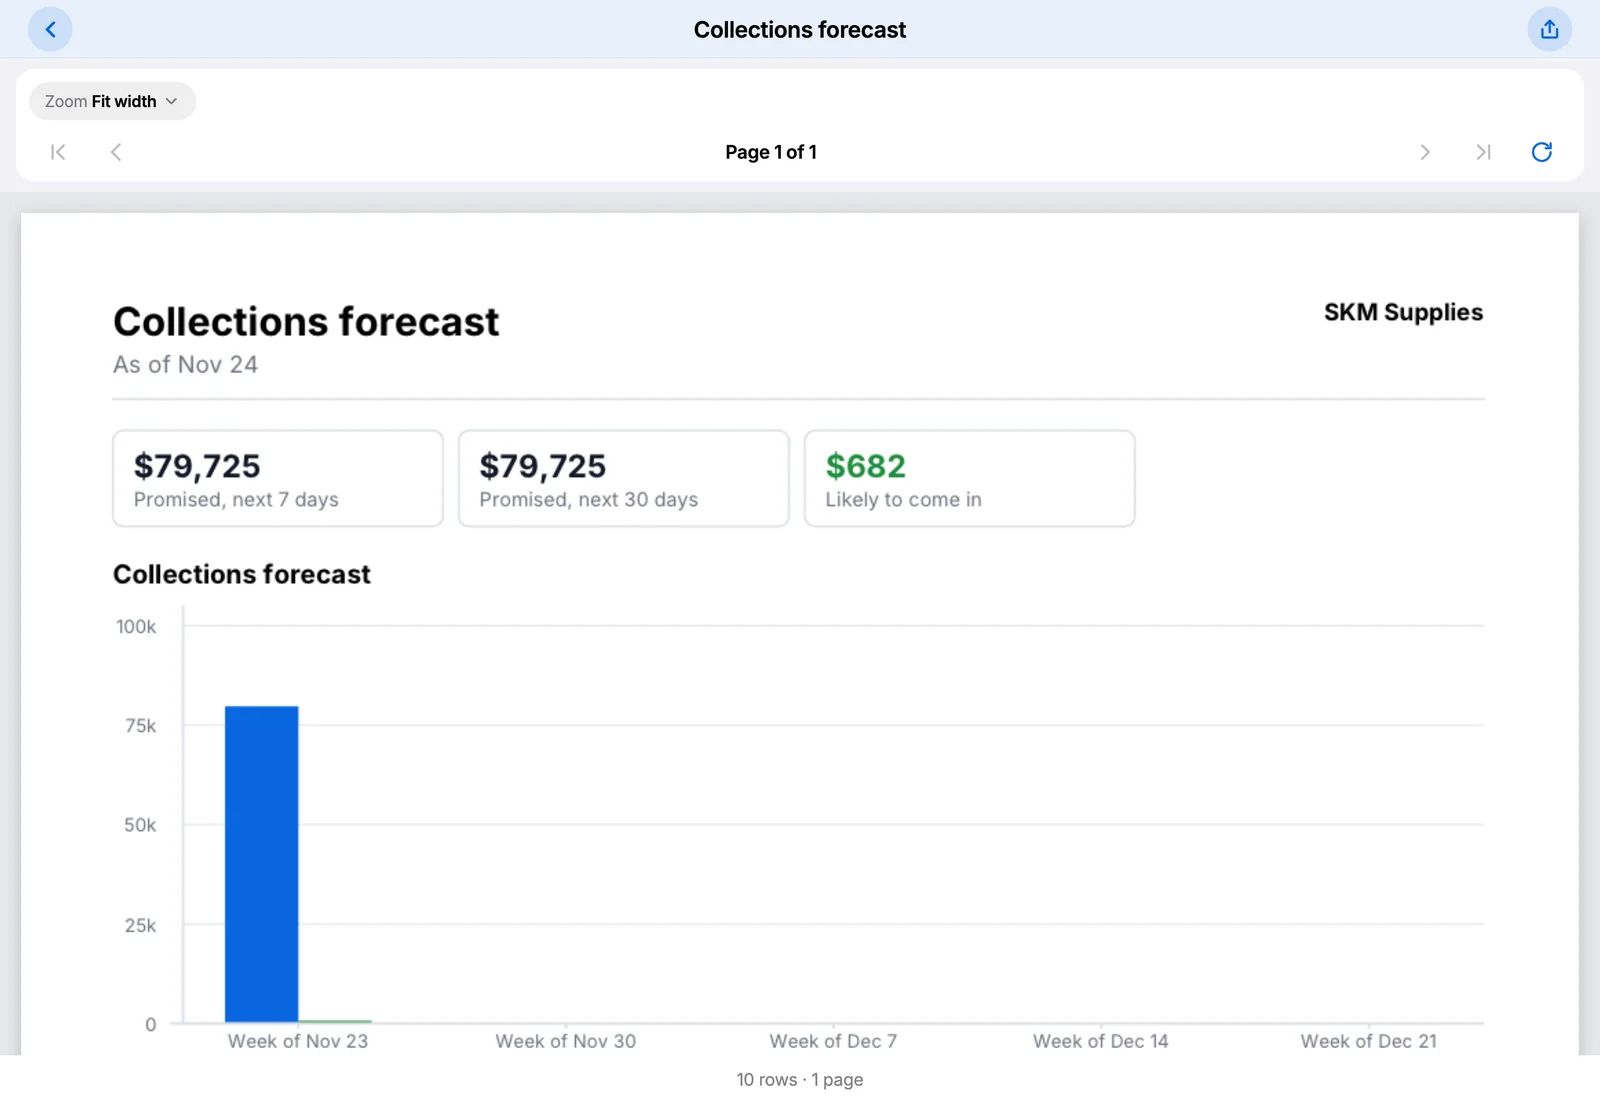 Collections forecast
Zoom Fit width
Page 1 of 1
Collections forecast
SKM Supplies
As of Nov 24
$79,725
Promised, next 7 days
$79,725
Promised, next 30 days
$682
Likely to come in
Collections forecast
100k
75k
50k
25k
0
Week of Nov 23
Week of Nov 30
Week of Dec 7
Week of Dec 14
Week of Dec 21
10 rows · 1 page